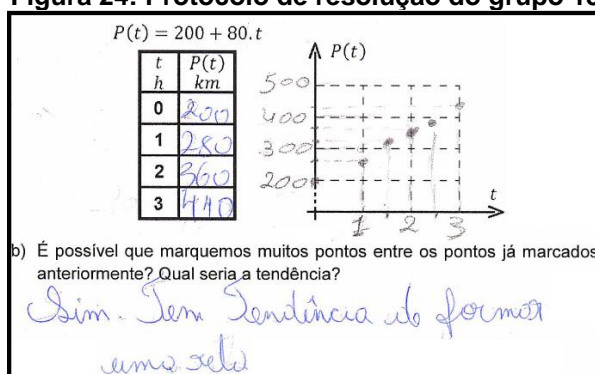 Figura 24: Protocolo de resolução do grupo
P(t) = 200 + 80.t
t h P(t) km
0 200
1 280
2 360
3 440
P(t)
500
400
300
200
1 2 3
t
b) É possível que marquemos muitos pontos entre os pontos já marcados
anteriormente? Qual seria a tendência?
Sim. Tem Tendência de formar
uma reta